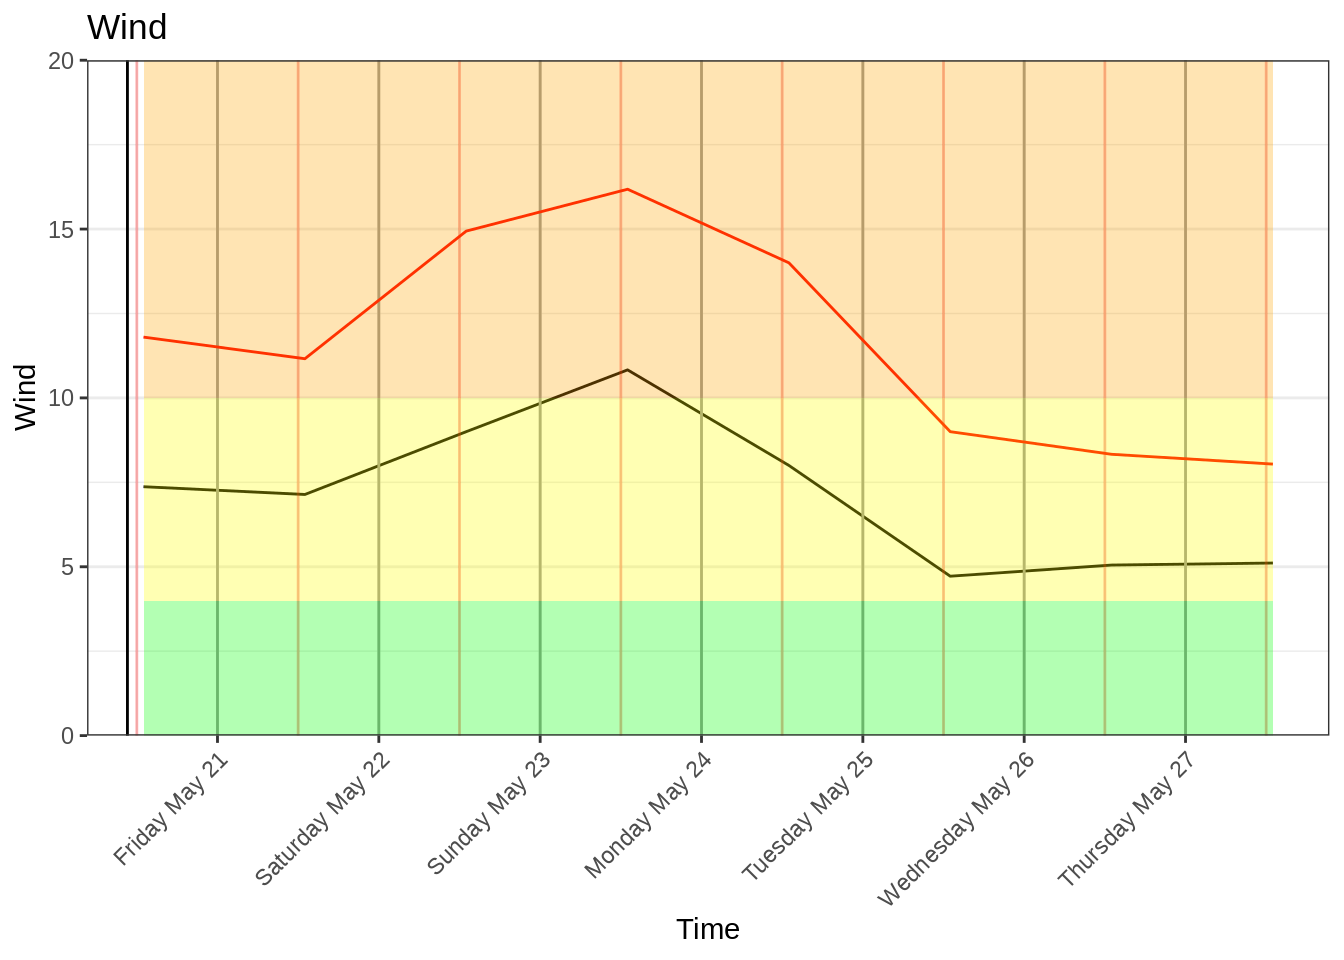 Wind
20
15
10
5
0
Wind
Friday May 21
Saturday May 22
Sunday May 23
Monday May 24
Tuesday May 25
Wednesday May 26
Thursday May 27
Time